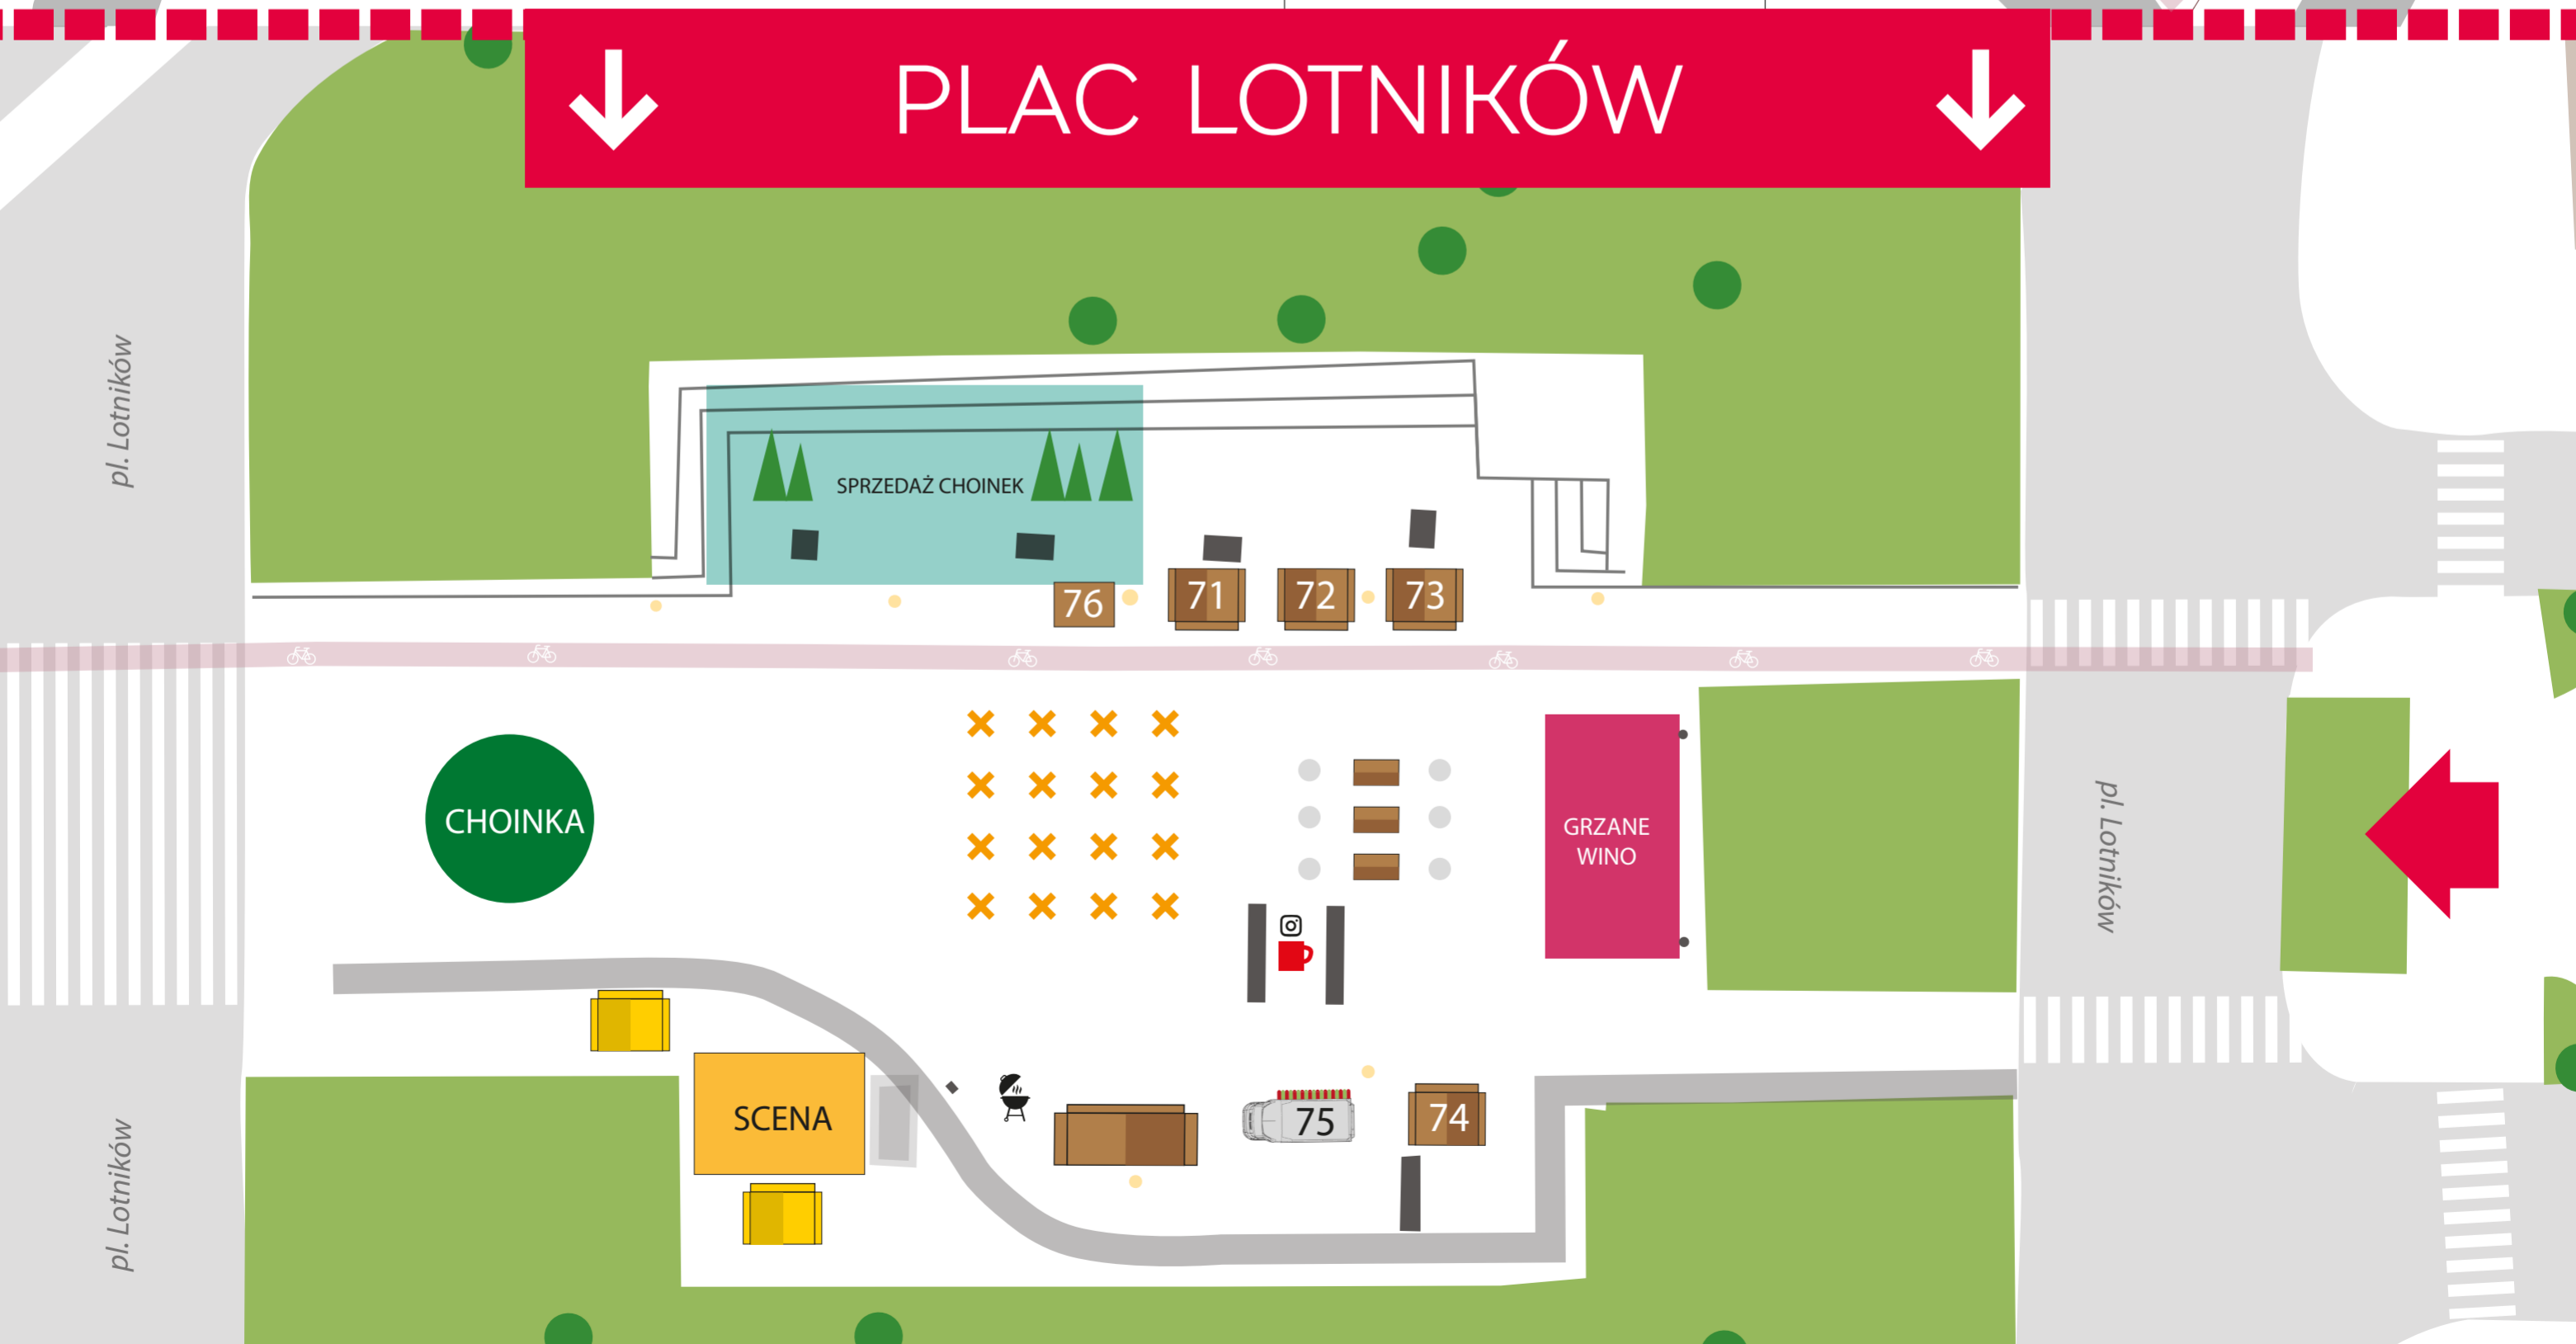 PLAC LOTNIKÓW
pl. Lotników
SPRZEDAŻ CHOINEK
76
71
72
73
CHOINKA
GRZANE
WINO
pl. Lotników
SCENA
75
74
pl. Lotników